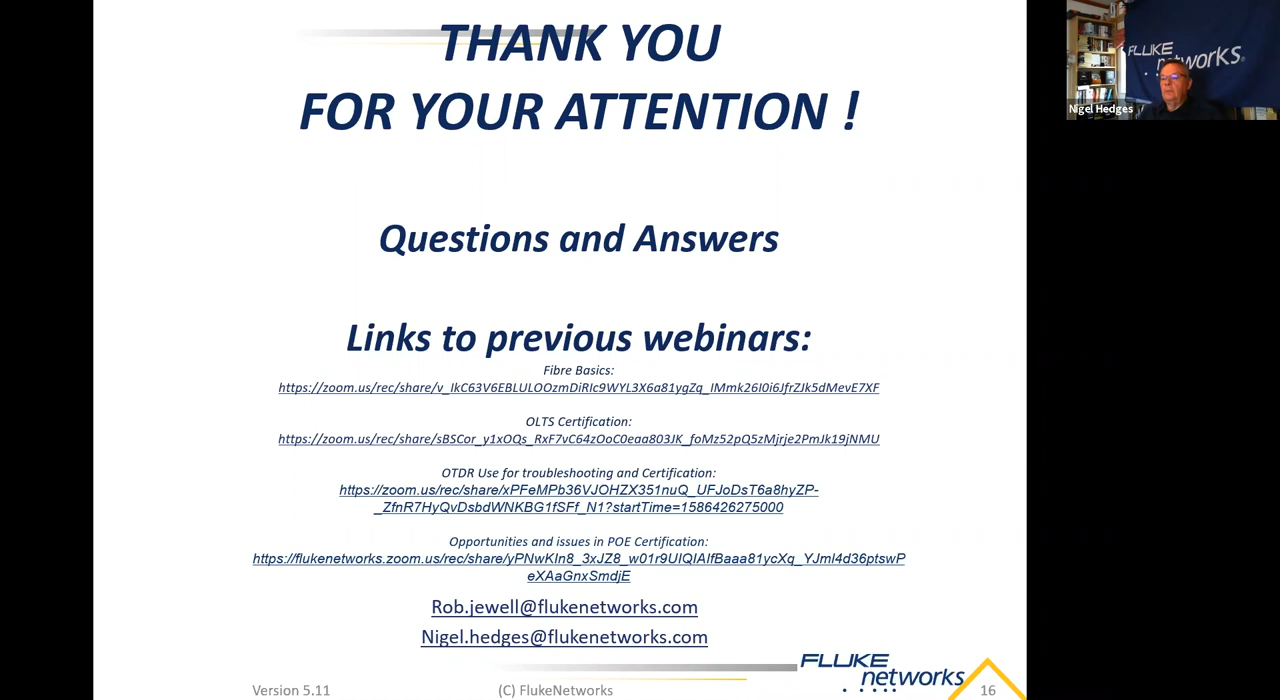 THANK YOU
FOR YOUR ATTENTION !
Questions and Answers
Links to previous webinars:
Fibre Basics:
https://zoom.us/rec/share/v_IkC63V6EBLULOOzmDiRIc9WYL3X6a81ygZq_IMmk26I0i6JfrZJk5dMevE7XF
OLTS Certification:
https://zoom.us/rec/share/sBSCor_y1xOQs_RxF7vC64zOoC0eaa803JK_foMz52pQ5zMjrje2PmJk19jNMU
OTDR Use for troubleshooting and Certification:
https://zoom.us/rec/share/xPFeMPb36VJOHZX351nuQ_UFJoDsT6a8hyZP-
_ZfnR7HyQvDsbdWNKBG1fSFf_N1?startTime=1586426275000
Opportunities and issues in POE Certification:
https://flukenetworks.zoom.us/rec/share/yPNwKIn8_3xJZ8_w01r9UIQIAIfBaaa81ycXq_YJml4d36ptswP
eXAaGnxSmdjE
Rob.jewell@flukenetworks.com
Nigel.hedges@flukenetworks.com
FLUKE
networks
Version 5.11
(C) FlukeNetworks
16
FLUKE
networks
Nigel Hedges